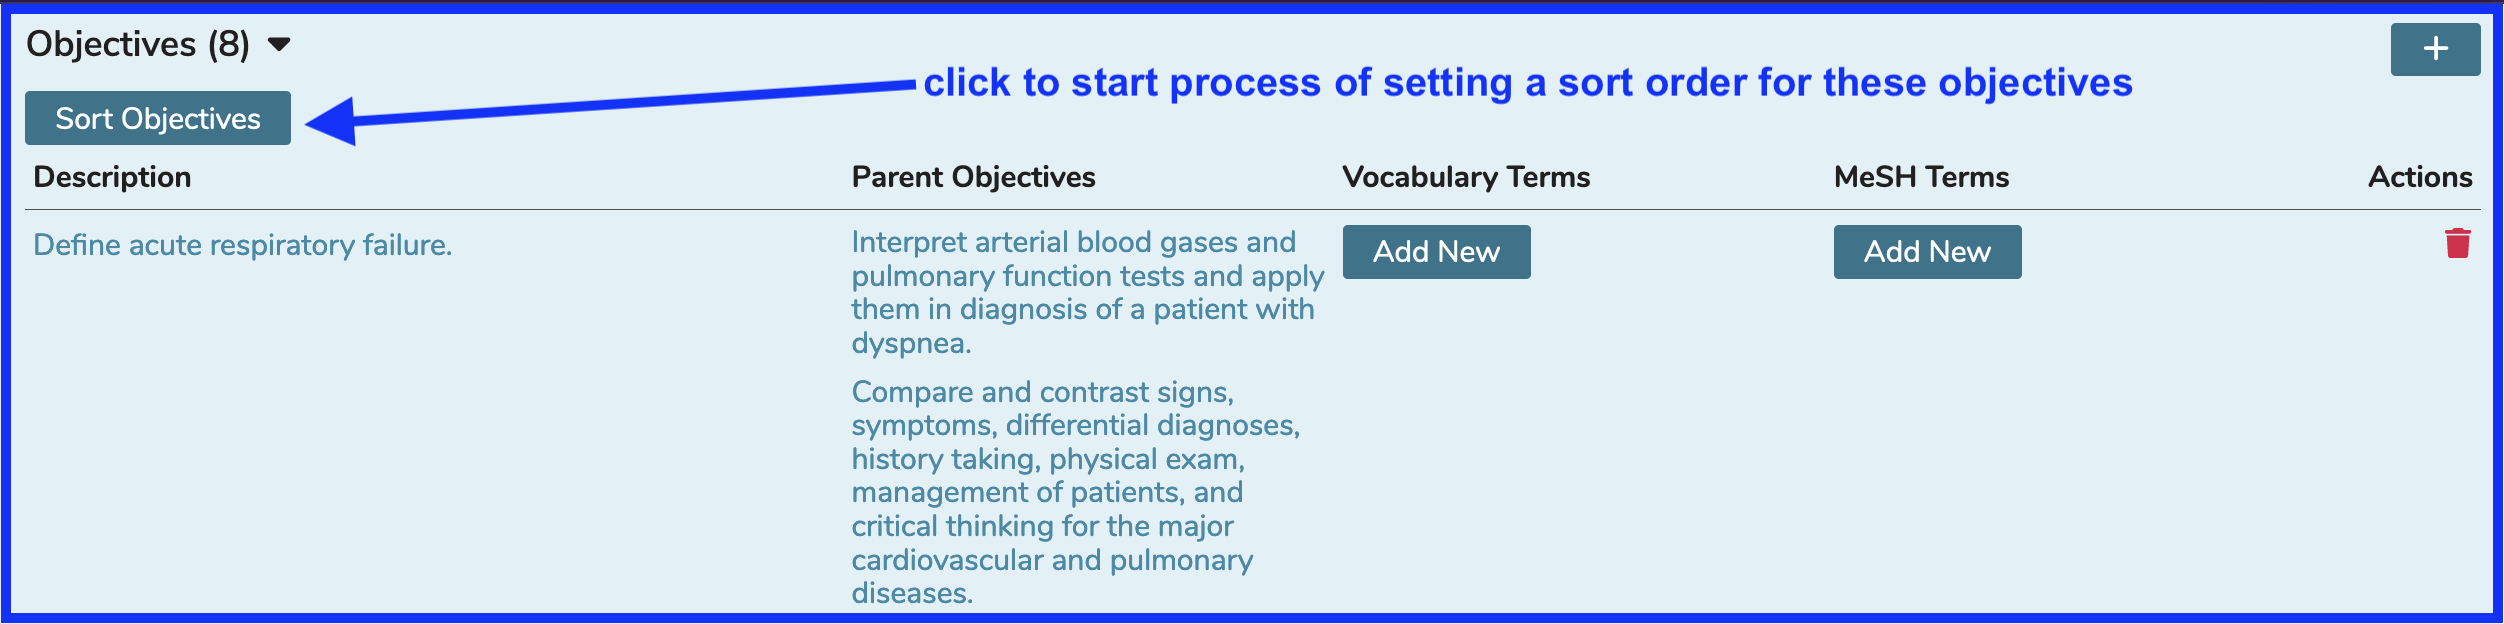 Objectives (8)
+
click to start process of setting a sort order for these objectives
Sort Objectives
Description
Parent Objectives
Vocabulary Terms
MeSH Terms
Actions
Define acute respiratory failure.
Interpret arterial blood gases and
pulmonary function tests and apply
them in diagnosis of a patient with
dyspnea.
Compare and contrast signs,
symptoms, differential diagnoses,
history taking, physical exam,
management of patients, and
critical thinking for the major
cardiovascular and pulmonary
diseases.
Add New
Add New